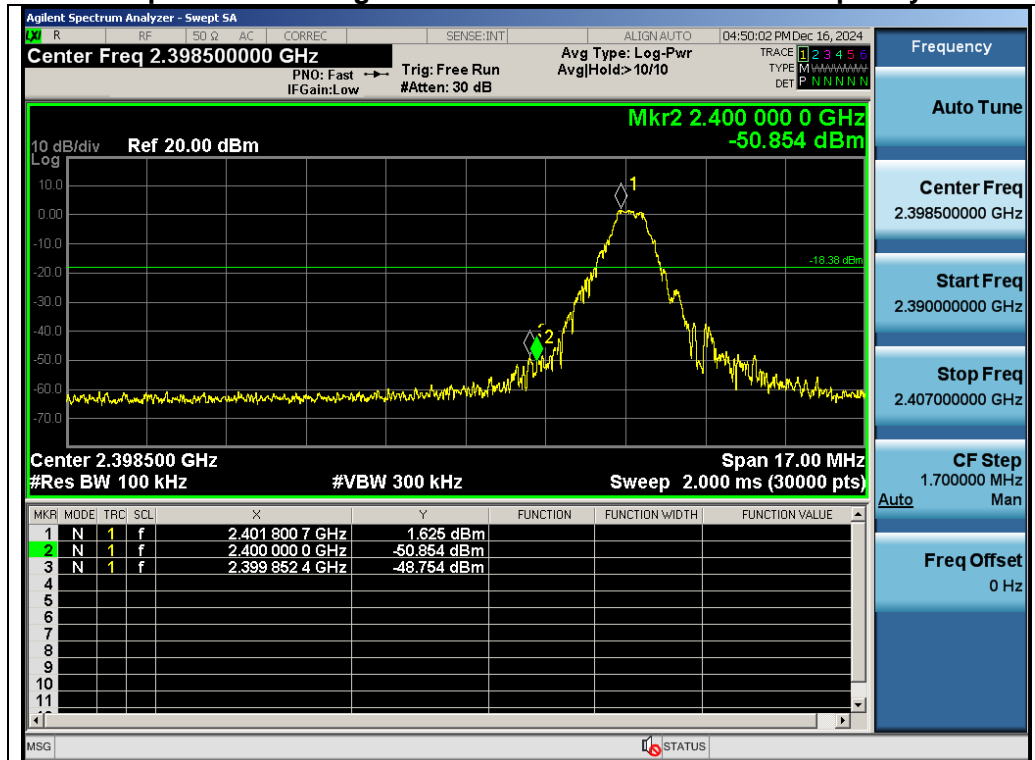 Agilent Spectrum Analyzer - Swept SA
LXI R RF 50 Ω AC CORREC SENSE:INT ALIGN AUTO 04:50:02 PM Dec 16, 2024
Center Freq 2.398500000 GHz
PNO: Fast
IFGain:Low
Trig: Free Run
#Atten: 30 dB
Avg Type: Log-Pwr
Avg|Hold:>10/10
TRACE 1 2 3 4 5 6
TYPE M WWWWW
DET P N N N N N
Mkr2 2.400 000 0 GHz
-50.854 dBm
10 dB/div Ref 20.00 dBm
Log
10.0
0.00
-10.0
-20.0
-30.0
-40.0
-50.0
-60.0
-70.0
1
2
-18.38 dBm
Center 2.398500 GHz Span 17.00 MHz
#Res BW 100 kHz #VBW 300 kHz Sweep 2.000 ms (30000 pts)
MKR MODE TRC SCL X Y FUNCTION FUNCTION WIDTH FUNCTION VALUE
1 N 1 f 2.401 800 7 GHz 1.625 dBm
2 N 1 f 2.400 000 0 GHz -50.854 dBm
3 N 1 f 2.399 852 4 GHz -48.754 dBm
4
5
6
7
8
9
10
11
MSG STATUS
Frequency
Auto Tune
Center Freq
2.398500000 GHz
Start Freq
2.390000000 GHz
Stop Freq
2.407000000 GHz
CF Step
1.700000 MHz
Auto Man
Freq Offset
0 Hz